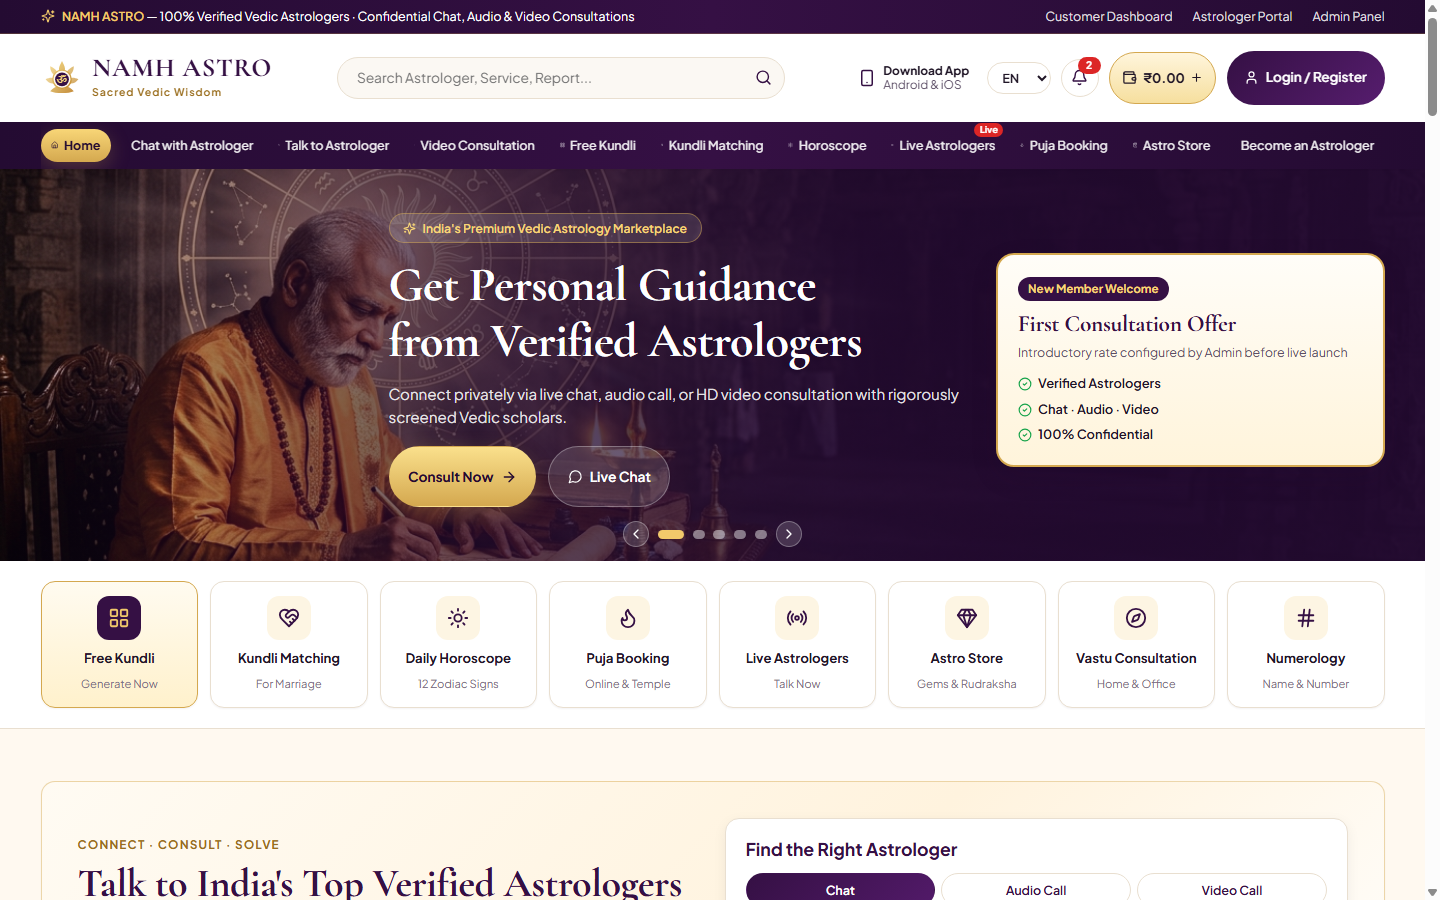 NAMH ASTRO — 100% Verified Vedic Astrologers · Confidential Chat, Audio & Video Consultations
Customer Dashboard
Astrologer Portal
Admin Panel
NAMH ASTRO
Sacred Vedic Wisdom
Search Astrologer, Service, Report...
Download App
Android & iOS
EN
2
₹0.00 +
Login / Register
Home
Chat with Astrologer
Talk to Astrologer
Video Consultation
Free Kundli
Kundli Matching
Horoscope
Live Astrologers
Live
Puja Booking
Astro Store
Become an Astrologer
India's Premium Vedic Astrology Marketplace
Get Personal Guidance
from Verified Astrologers
Connect privately via live chat, audio call, or HD video consultation with rigorously
screened Vedic scholars.
Consult Now
Live Chat
New Member Welcome
First Consultation Offer
Introductory rate configured by Admin before live launch
Verified Astrologers
Chat · Audio · Video
100% Confidential
Free Kundli
Generate Now
Kundli Matching
For Marriage
Daily Horoscope
12 Zodiac Signs
Puja Booking
Online & Temple
Live Astrologers
Talk Now
Astro Store
Gems & Rudraksha
Vastu Consultation
Home & Office
Numerology
Name & Number
CONNECT · CONSULT · SOLVE
Talk to India's Top Verified Astrologers
Find the Right Astrologer
Chat
Audio Call
Video Call